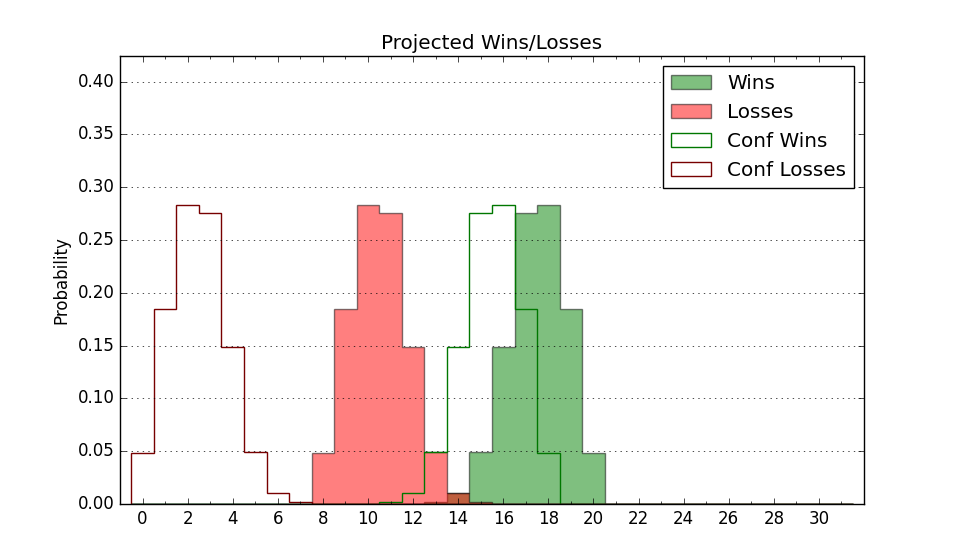 Projected Wins/Losses
Wins
Losses
Conf Wins
Conf Losses
Probability
0.40
0.35
0.30
0.25
0.20
0.15
0.10
0.05
0.00
0 2 4 6 8 10 12 14 16 18 20 22 24 26 28 30